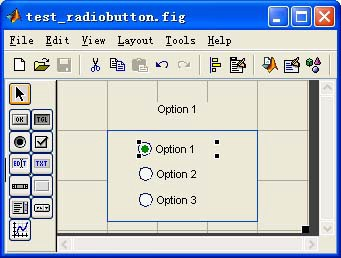 test_radiobutton.fig
File Edit View Layout Tools Help
OK TGL
EDIT TXT
Option 1
Option 1
Option 2
Option 3